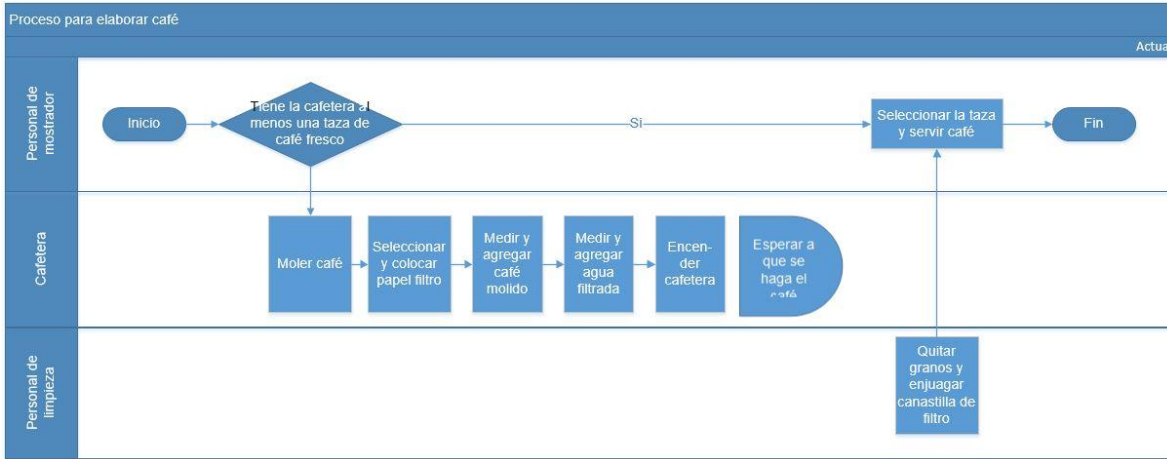 Proceso para elaborar café
Actua
Personal de
mostrador
Inicio
Tiene la cafetera al
menos una taza de
café fresco
Si
Seleccionar la taza
y servir café
Fin
Cafetera
Moler café
Seleccionar
y colocar
papel filtro
Medir y
agregar
café
molido
Medir y
agregar
agua
filtrada
Encen-
der
cafetera
Esperar a
que se
haga el
café
Personal de
limpieza
Quitar
granos y
enjuagar
canastilla de
filtro